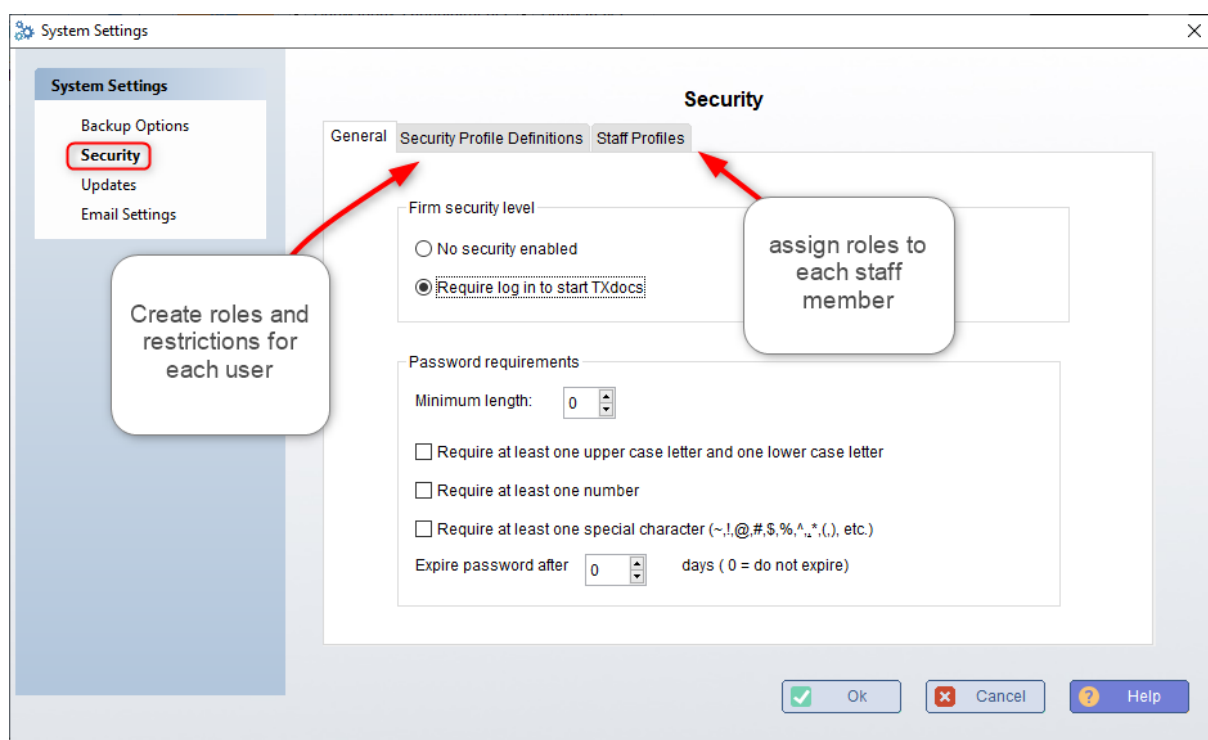 System Settings
System Settings
Backup Options
Security
Updates
Email Settings
Security
General
Security Profile Definitions
Staff Profiles
Firm security level
No security enabled
Require log in to start TXdocs
Create roles and
restrictions for
each user
assign roles to
each staff
member
Password requirements
Minimum length: 0
Require at least one upper case letter and one lower case letter
Require at least one number
Require at least one special character (~,!,@,#,$,%,^,,*,(,), etc.)
Expire password after 0 days ( 0 = do not expire)
Ok
Cancel
? Help